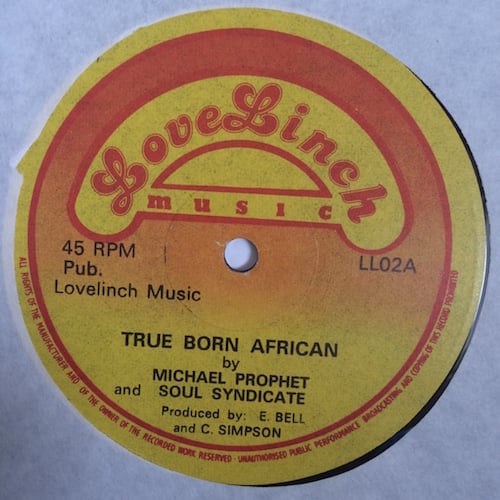 LoveLinch
music
45 RPM
LL02A
Pub.
Lovelinch Music
TRUE BORN AFRICAN
by
MICHAEL PROPHET
and SOUL SYNDICATE
Produced by: E. BELL
and C. SIMPSON
ALL RIGHTS OF THE MANUFACTURER AND OF THE OWNER OF THE RECORDED WORK RESERVED - UNAUTHORISED PUBLIC PERFORMANCE BROADCASTING AND COPYING OF THIS RECORD PROHIBITED